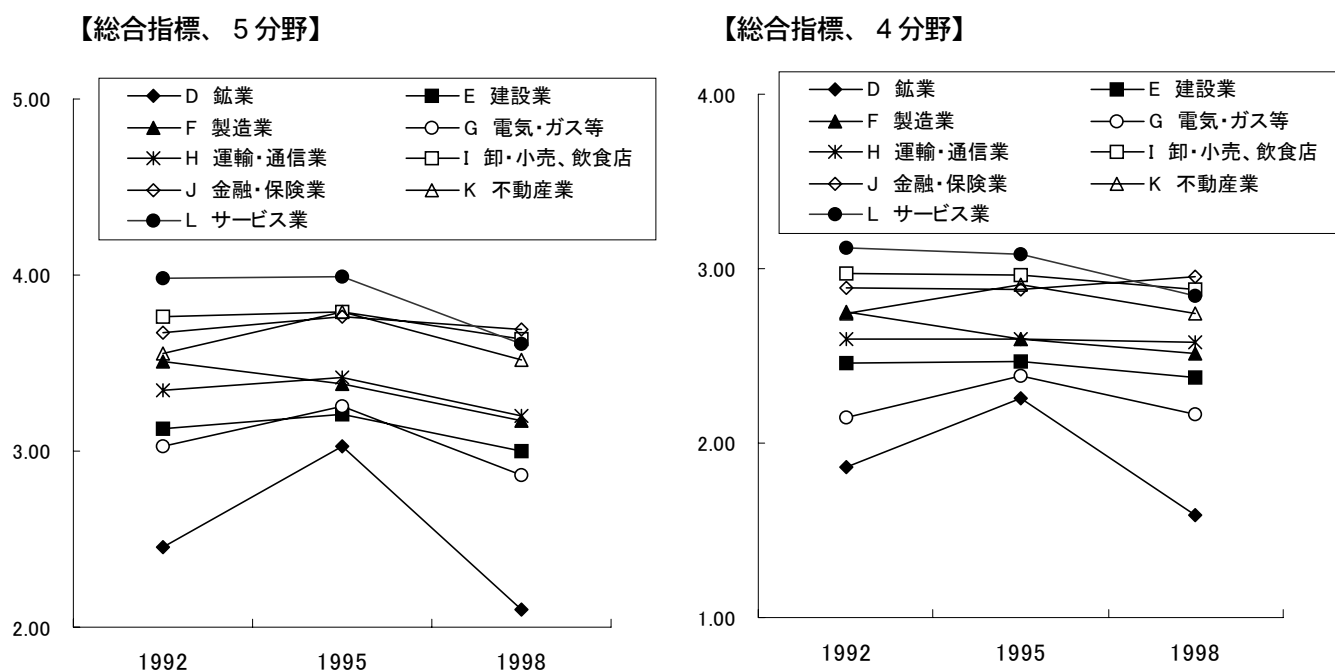 【総合指標、５分野】
5.00
D 鉱業
E 建設業
F 製造業
G 電気・ガス等
H 運輸・通信業
I 卸・小売、飲食店
J 金融・保険業
K 不動産業
L サービス業
4.00
3.00
2.00
1992
1995
1998
【総合指標、４分野】
4.00
D 鉱業
E 建設業
F 製造業
G 電気・ガス等
H 運輸・通信業
I 卸・小売、飲食店
J 金融・保険業
K 不動産業
L サービス業
3.00
2.00
1.00
1992
1995
1998